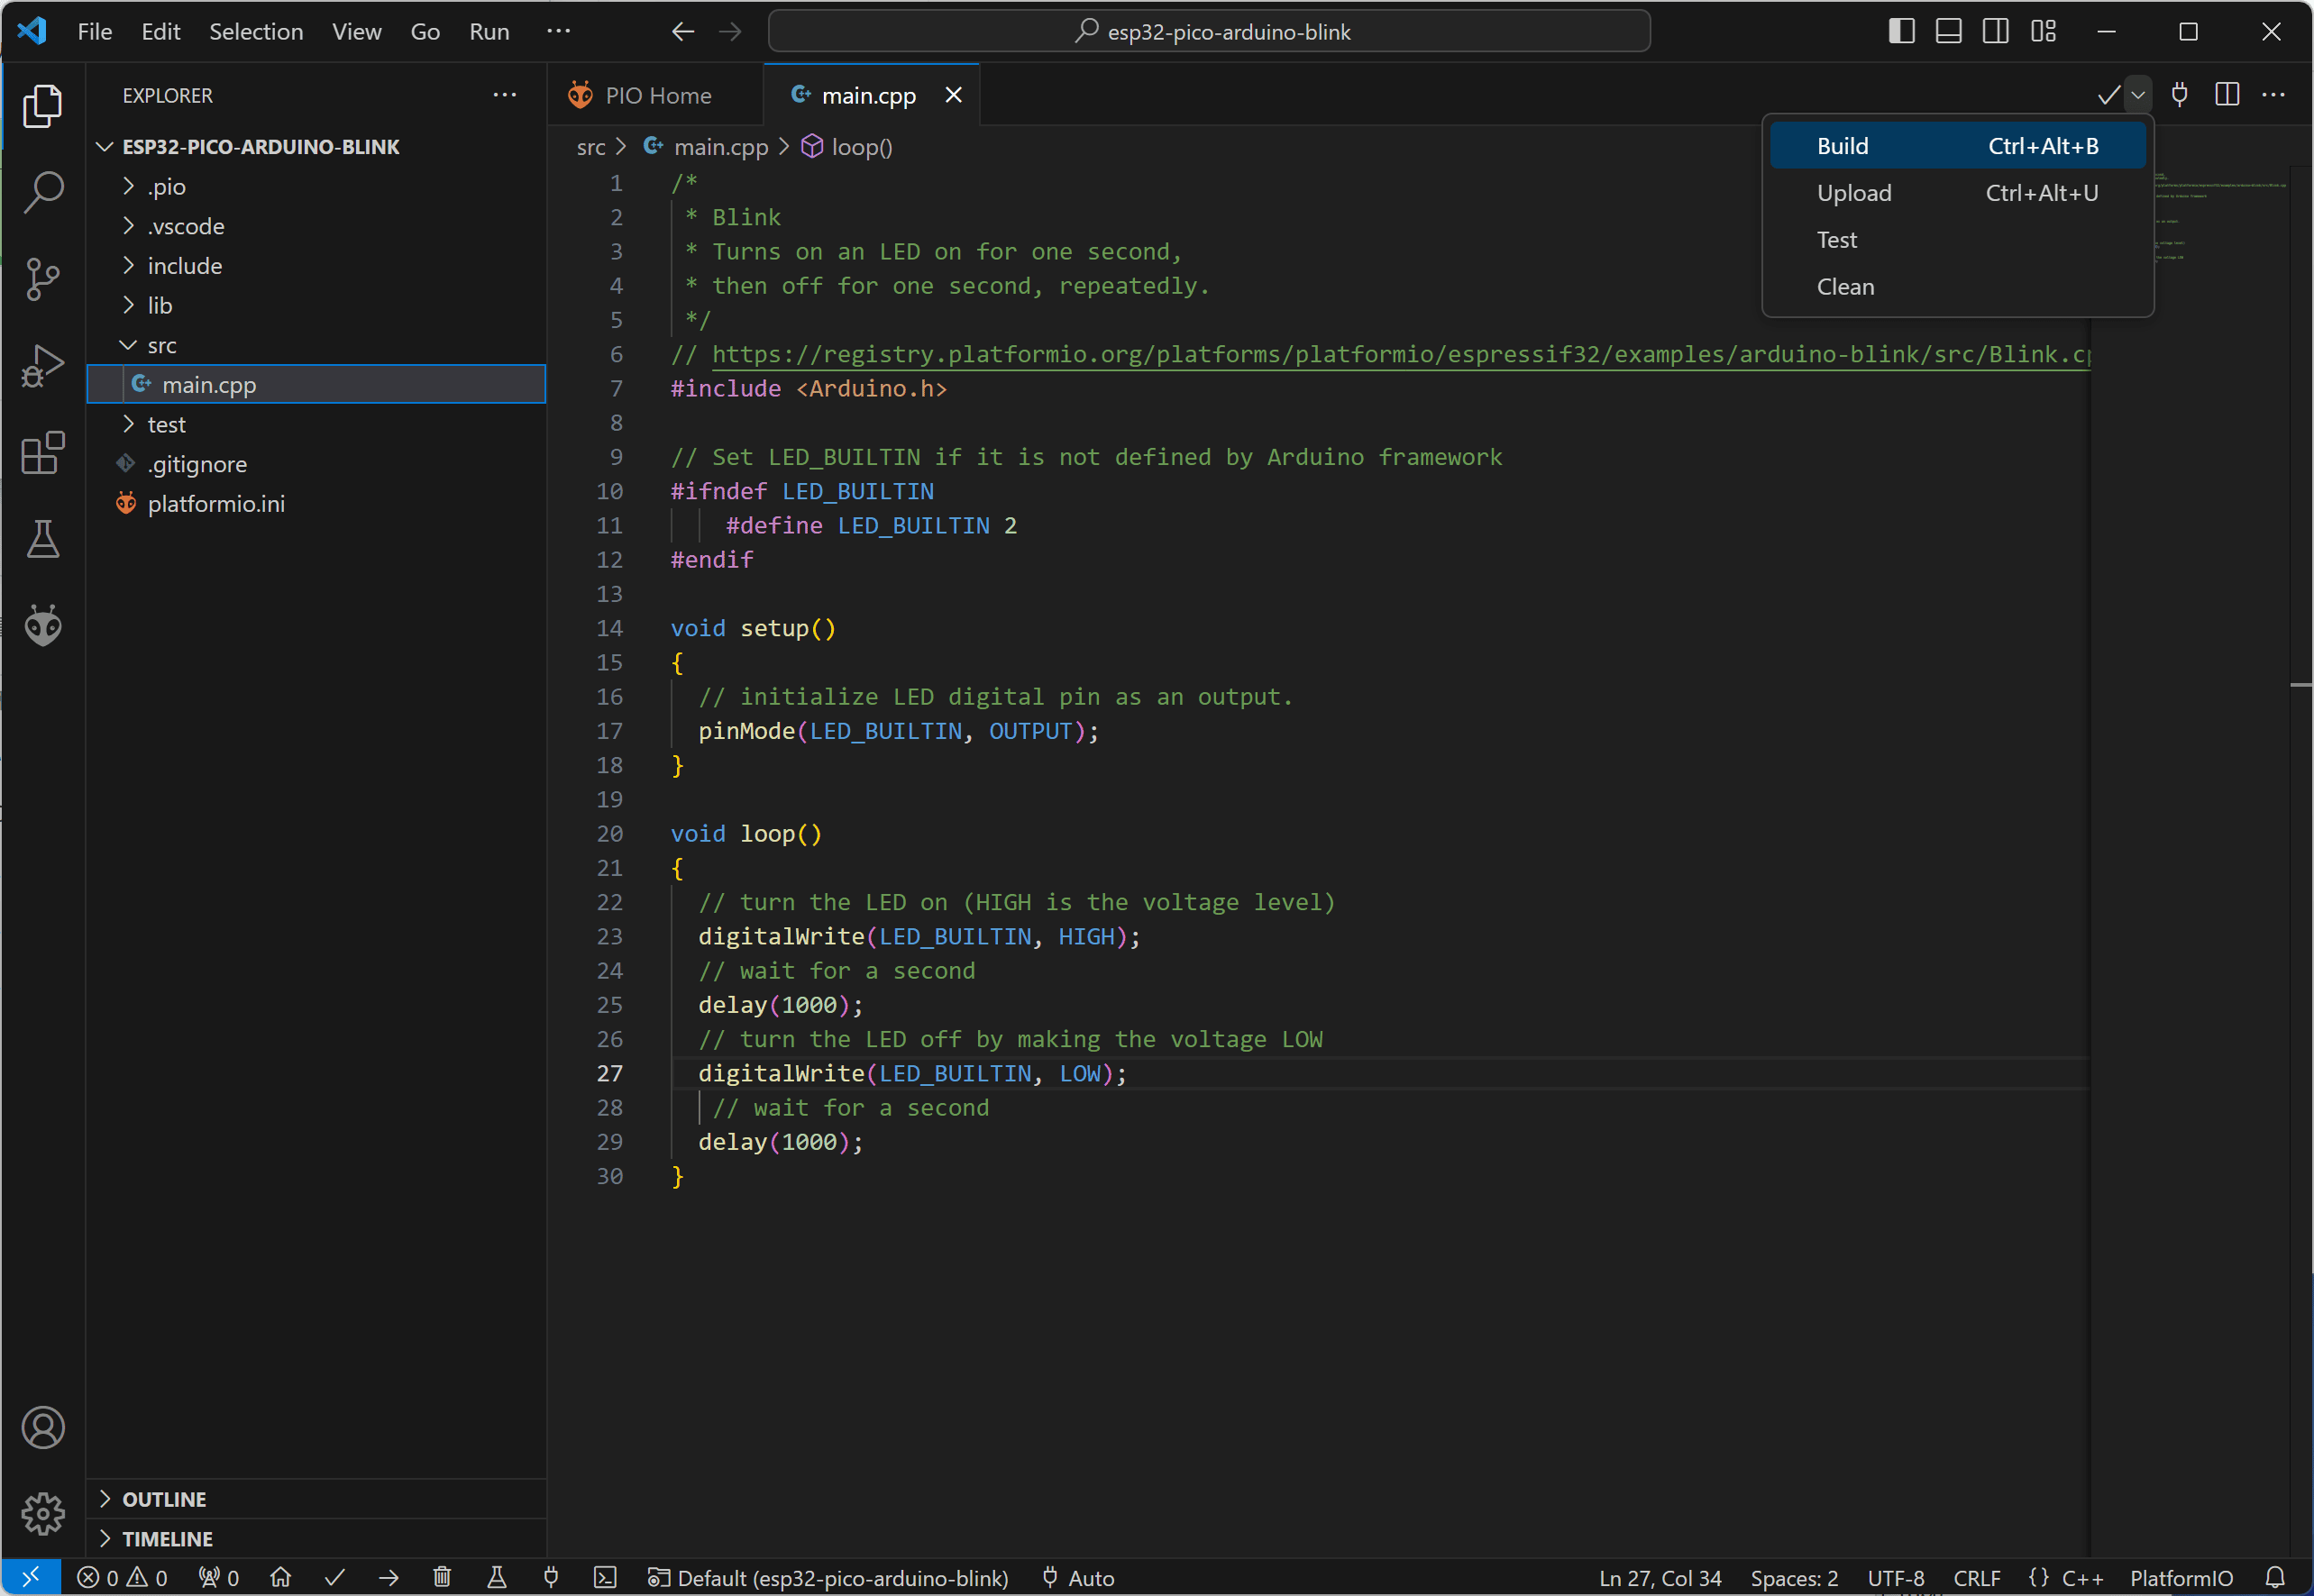 File Edit Selection View Go Run ··· esp32-pico-arduino-blink
EXPLORER
ESP32-PICO-ARDUINO-BLINK
.pio
.vscode
include
lib
src
main.cpp
test
.gitignore
platformio.ini
OUTLINE
TIMELINE
PIO Home main.cpp
src > main.cpp > loop()
Build Ctrl+Alt+B
Upload Ctrl+Alt+U
Test
Clean
1 /*
2 * Blink
3 * Turns on an LED on for one second,
4 * then off for one second, repeatedly.
5 */
6 // https://registry.platformio.org/platforms/platformio/espressif32/examples/arduino-blink/src/Blink.cp
7 #include <Arduino.h>
8
9 // Set LED_BUILTIN if it is not defined by Arduino framework
10 #ifndef LED_BUILTIN
11 #define LED_BUILTIN 2
12 #endif
13
14 void setup()
15 {
16 // initialize LED digital pin as an output.
17 pinMode(LED_BUILTIN, OUTPUT);
18 }
19
20 void loop()
21 {
22 // turn the LED on (HIGH is the voltage level)
23 digitalWrite(LED_BUILTIN, HIGH);
24 // wait for a second
25 delay(1000);
26 // turn the LED off by making the voltage LOW
27 digitalWrite(LED_BUILTIN, LOW);
28 // wait for a second
29 delay(1000);
30 }
0 0 0 Default (esp32-pico-arduino-blink) Auto Ln 27, Col 34 Spaces: 2 UTF-8 CRLF {} C++ PlatformIO